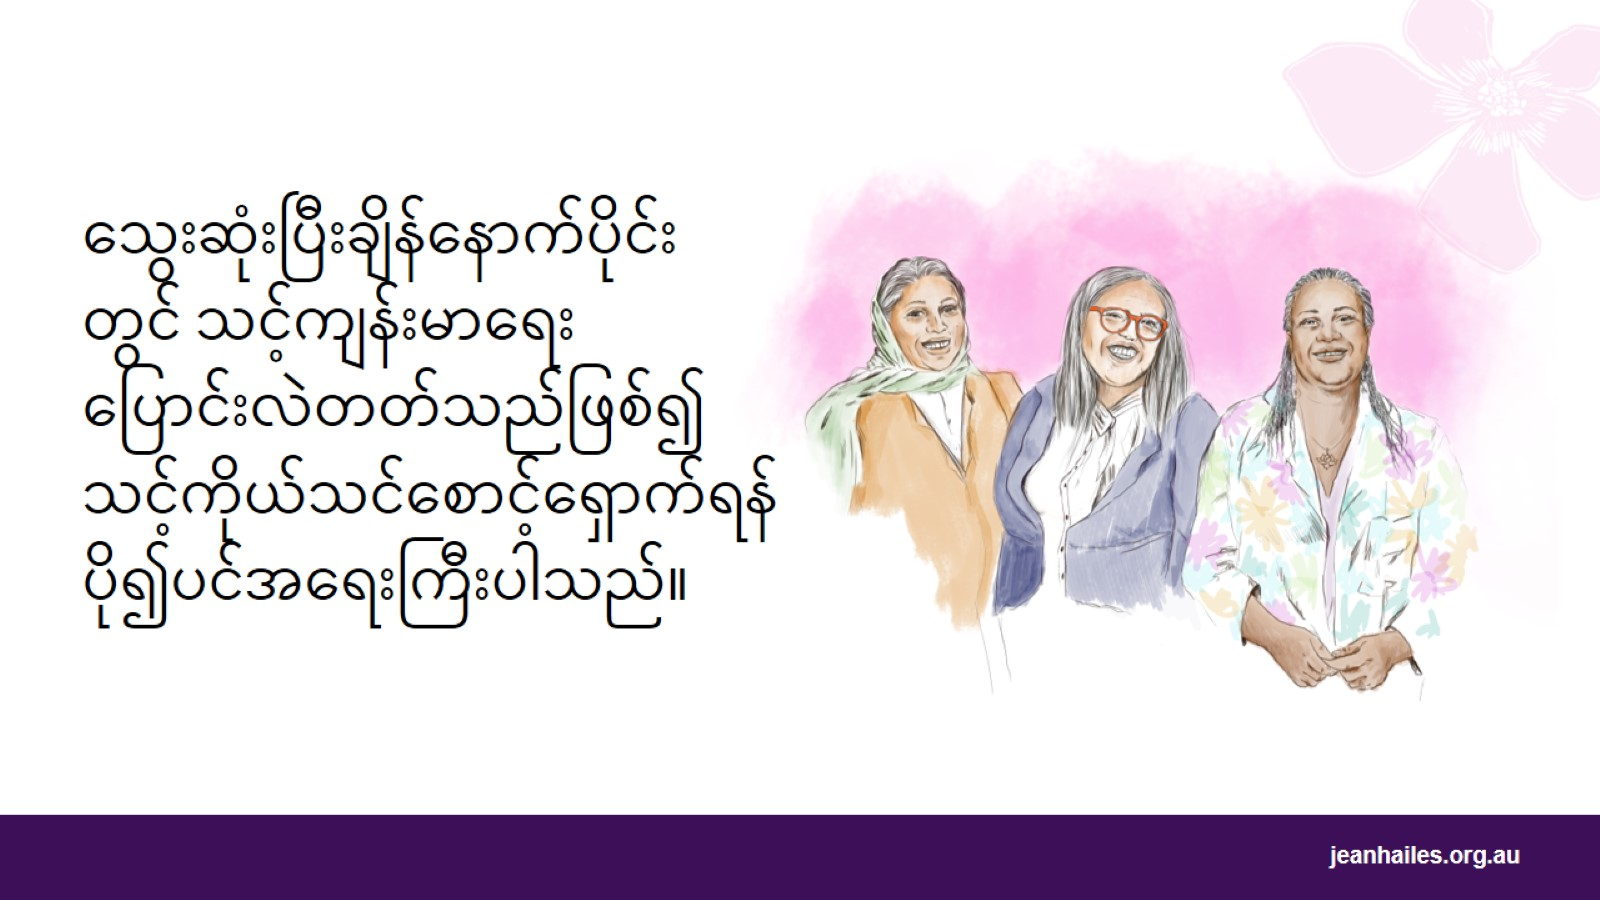 သွေးဆုံးပြီးချိန်နောက်ပိုင်း
တွင် သင့်ကျန်းမာရေး
ပြောင်းလဲတတ်သည်ဖြစ်၍
သင့်ကိုယ်သင်စောင့်ရှောက်ရန်
ပို၍ပင်အရေးကြီးပါသည်။
jeanhailes.org.au